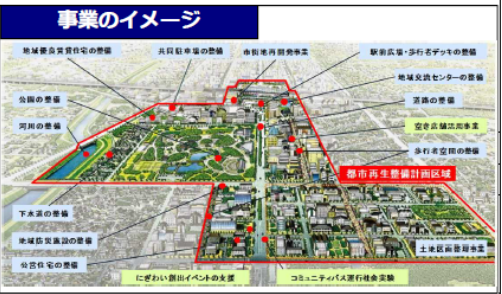 事業のイメージ
地域優良賃貸住宅の整備
共同駐車場の整備
市街地再開発事業
駅前広場・歩行者デッキの整備
地域交流センターの整備
公園の整備
道路の整備
河川の整備
空き店舗活用事業
歩行者空間の整備
都市再生整備計画区域
下水道の整備
地域防災施設の整備
土地区画整理事業
公営住宅の整備
にぎわい創出イベントの支援
コミュニティバス運行社会実験